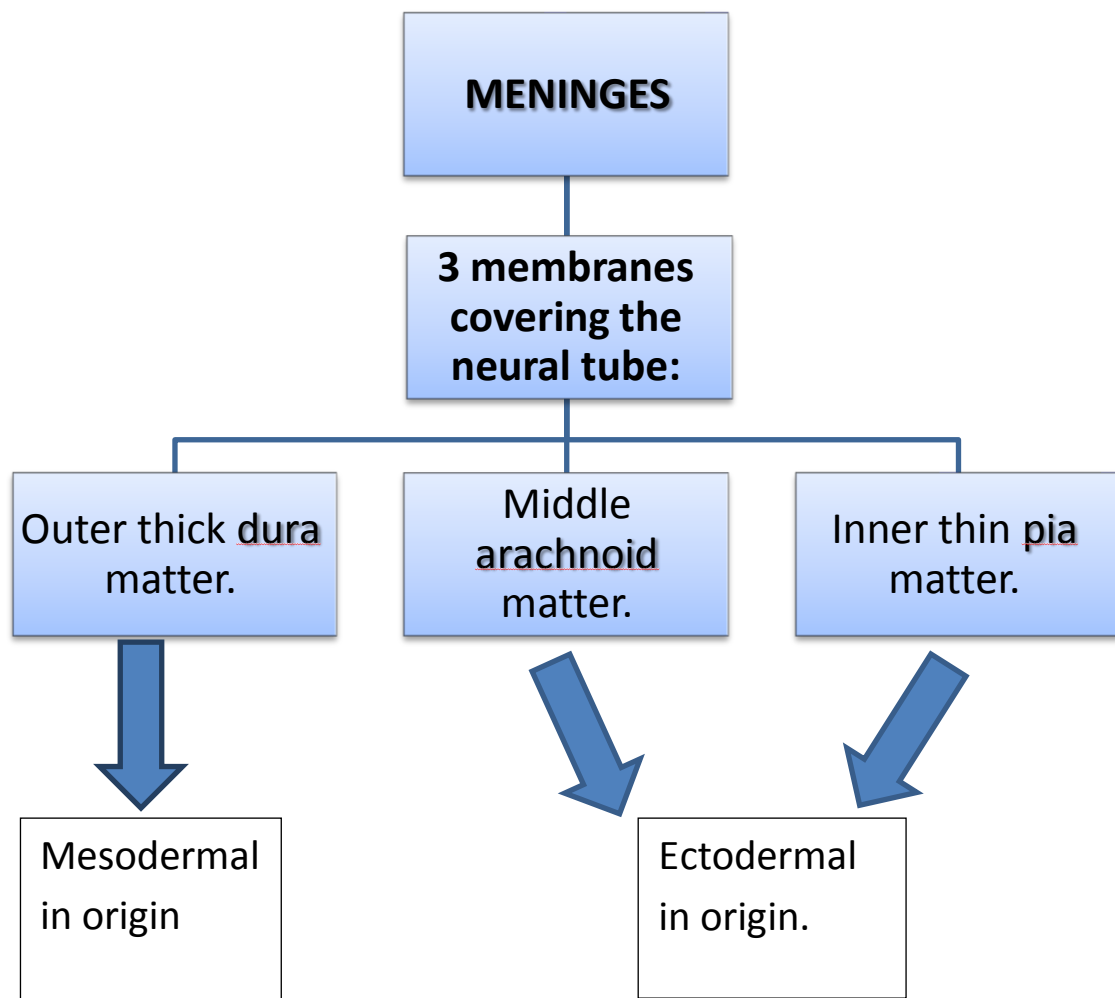 MENINGES
3 membranes
covering the
neural tube:
Outer thick dura
matter.
Middle
arachnoid
matter.
Inner thin pia
matter.
Mesodermal
in origin
Ectodermal
in origin.